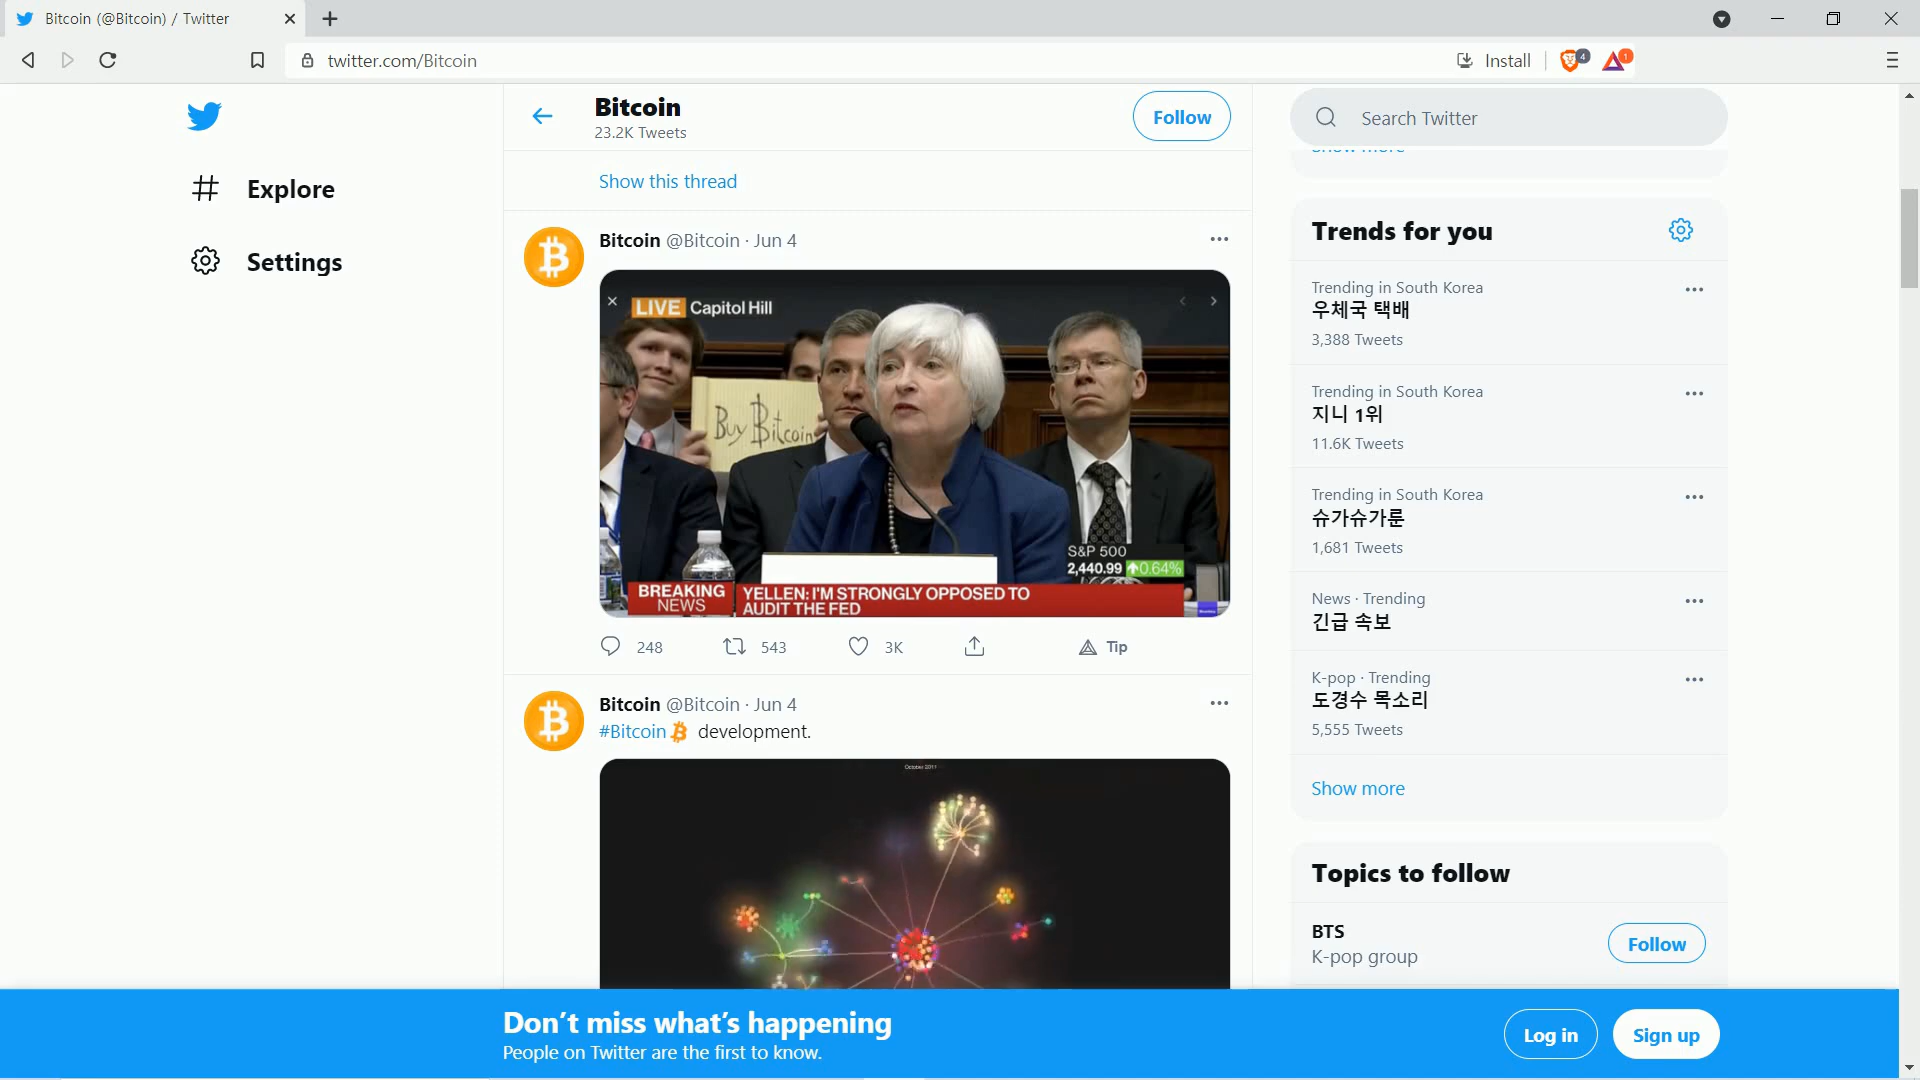 Bitcoin (@Bitcoin) / Twitter
twitter.com/Bitcoin
Install
4
1
Explore
Settings
Bitcoin
23.2K Tweets
Follow
Show this thread
Bitcoin @Bitcoin · Jun 4
LIVE Capitol Hill
Buy Bitcoin
S&P 500
2,440.99 0.64%
BREAKING NEWS
YELLEN: I'M STRONGLY OPPOSED TO
AUDIT THE FED
248
543
3K
Tip
Bitcoin @Bitcoin · Jun 4
#Bitcoin development.
October 2011
Search Twitter
Trends for you
Trending in South Korea
우체국 택배
3,388 Tweets
Trending in South Korea
지니 1위
11.6K Tweets
Trending in South Korea
슈가슈가룬
1,681 Tweets
News · Trending
긴급 속보
K-pop · Trending
도경수 목소리
5,555 Tweets
Show more
Topics to follow
BTS
K-pop group
Follow
Don't miss what's happening
People on Twitter are the first to know.
Log in
Sign up